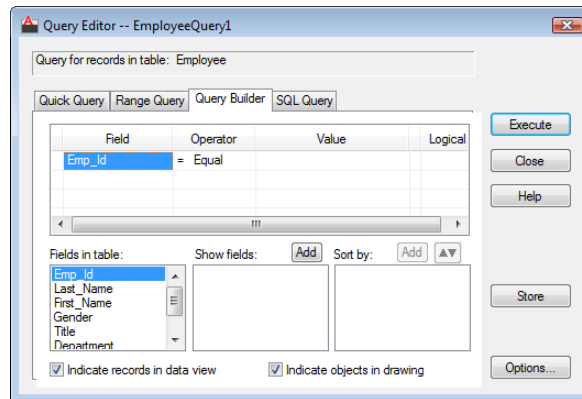 Query Editor -- EmployeeQuery1
Query for records in table: Employee
Quick Query Range Query Query Builder SQL Query
Execute
Field Operator Value Logical
Emp_Id = Equal
Close
Help
Fields in table: Show fields: Add Sort by: Add ▲▼
Emp_Id
Last_Name
First_Name
Gender
Title
Department
Store
Indicate records in data view Indicate objects in drawing
Options...